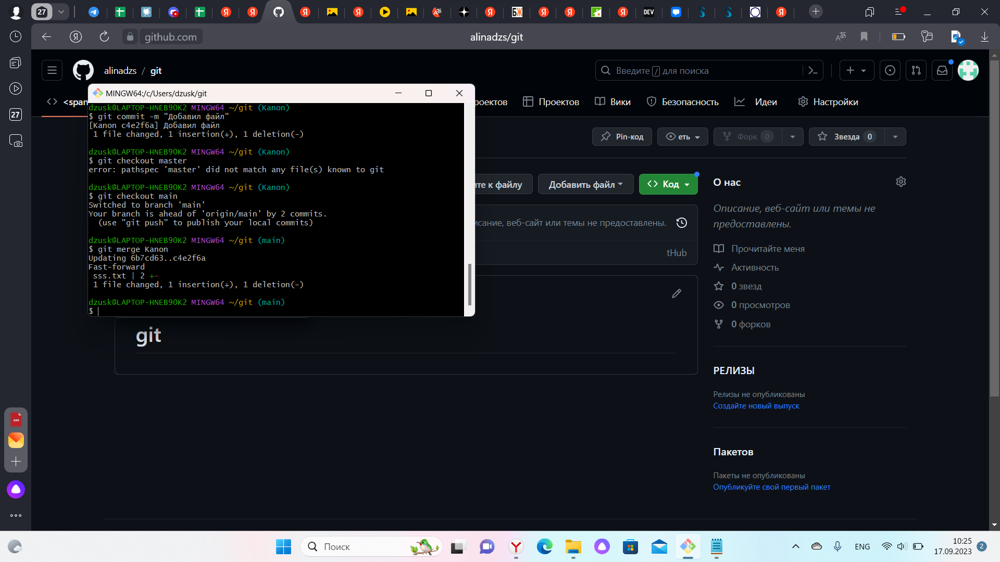 27
github.com
alinadzs/git
alinadzs / git
Введите / для поиска
<span
роектов
Проектов
Вики
Безопасность
Идеи
Настройки
MINGW64:/c/Users/dzusk/git
dzusk@LAPTOP-HNEB9OK2 MINGW64 ~/git (Kanon)
$ git commit -m "Добавил файл"
[Kanon c4e2f6a] Добавил файл
1 file changed, 1 insertion(+), 1 deletion(-)
dzusk@LAPTOP-HNEB9OK2 MINGW64 ~/git (Kanon)
$ git checkout master
error: pathspec 'master' did not match any file(s) known to git
dzusk@LAPTOP-HNEB9OK2 MINGW64 ~/git (Kanon)
$ git checkout main
Switched to branch 'main'
Your branch is ahead of 'origin/main' by 2 commits.
(use "git push" to publish your local commits)
dzusk@LAPTOP-HNEB9OK2 MINGW64 ~/git (main)
$ git merge Kanon
Updating 6b7cd63..c4e2f6a
Fast-forward
sss.txt | 2 +-
1 file changed, 1 insertion(+), 1 deletion(-)
dzusk@LAPTOP-HNEB9OK2 MINGW64 ~/git (main)
$
Pin-код
еть
Форк 0
Звезда 0
те к файлу
Добавить файл
Код
исание, веб-сайт или темы не предоставлены.
tHub
git
О нас
Описание, веб-сайт или темы не
предоставлены.
Прочитайте меня
Активность
0 звезд
0 просмотров
0 форков
РЕЛИЗЫ
Релизы не опубликованы
Создайте новый выпуск
Пакетов
Пакеты не опубликованы
Опубликуйте свой первый пакет
27
Поиск
ENG
10:25
17.09.2023
2